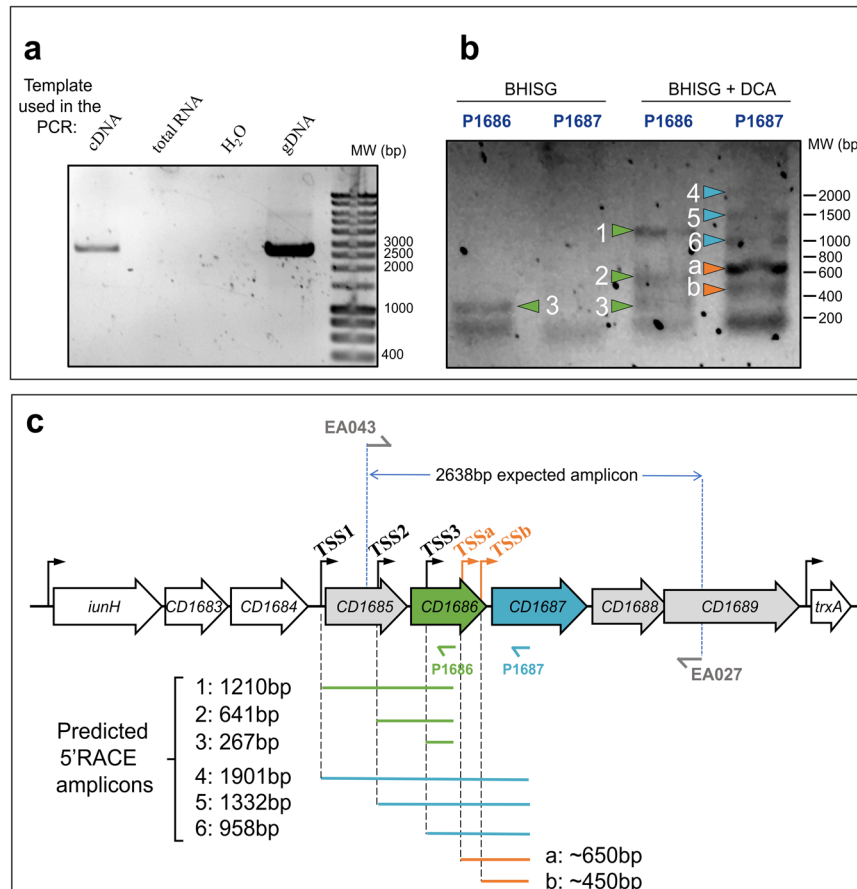 a
Template
used in the
PCR:
cDNA
total RNA
H2O
gDNA
MW (bp)
3000
2500
2000
1000
400
b
BHISG
BHISG + DCA
P1686
P1687
P1686
P1687
MW (bp
4
5
1
6
a
2
b
3
3
2000
1500
1000
800
600
400
200
c
EA043
2638bp expected amplicon
TSS1
TSS2
TSS3
TSSa
TSSb
iunH
CD1683
CD1684
CD1685
CD1686
CD1687
CD1688
CD1689
trxA
P1686
P1687
EA027
Predicted
5'RACE
amplicons
1: 1210bp
2: 641bp
3: 267bp
4: 1901bp
5: 1332bp
6: 958bp
a: ~650bp
b: ~450bp